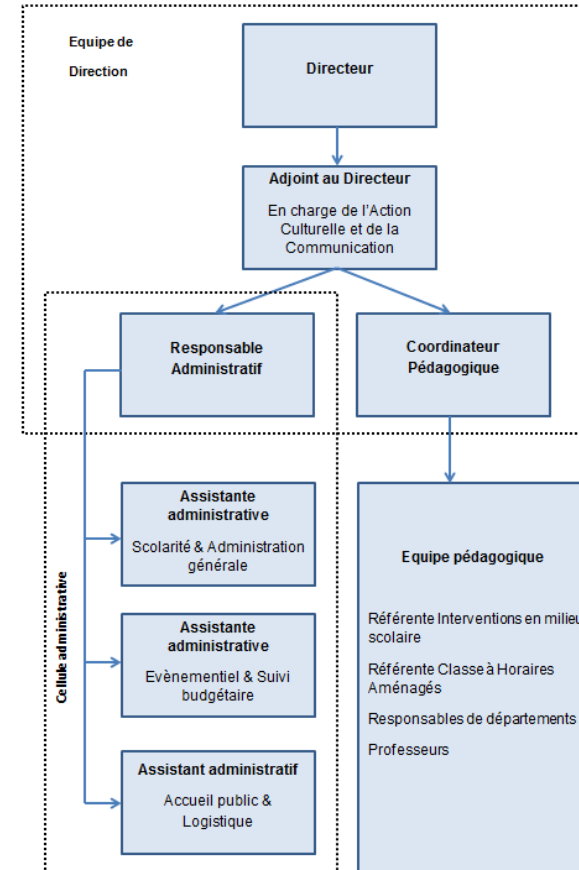 Equipe de
Direction
Directeur
Adjoint au Directeur
En charge de l'Action
Culturelle et de la
Communication
Responsable
Administratif
Coordinateur
Pédagogique
Cellule administrative
Assistante
administrative
Scolarité & Administration
générale
Assistante
administrative
Evènementiel & Suivi
budgétaire
Assistant administratif
Accueil public &
Logistique
Equipe pédagogique
Référente Interventions en milieu
scolaire
Référente Classe à Horaires
Aménagés
Responsables de départements
Professeurs